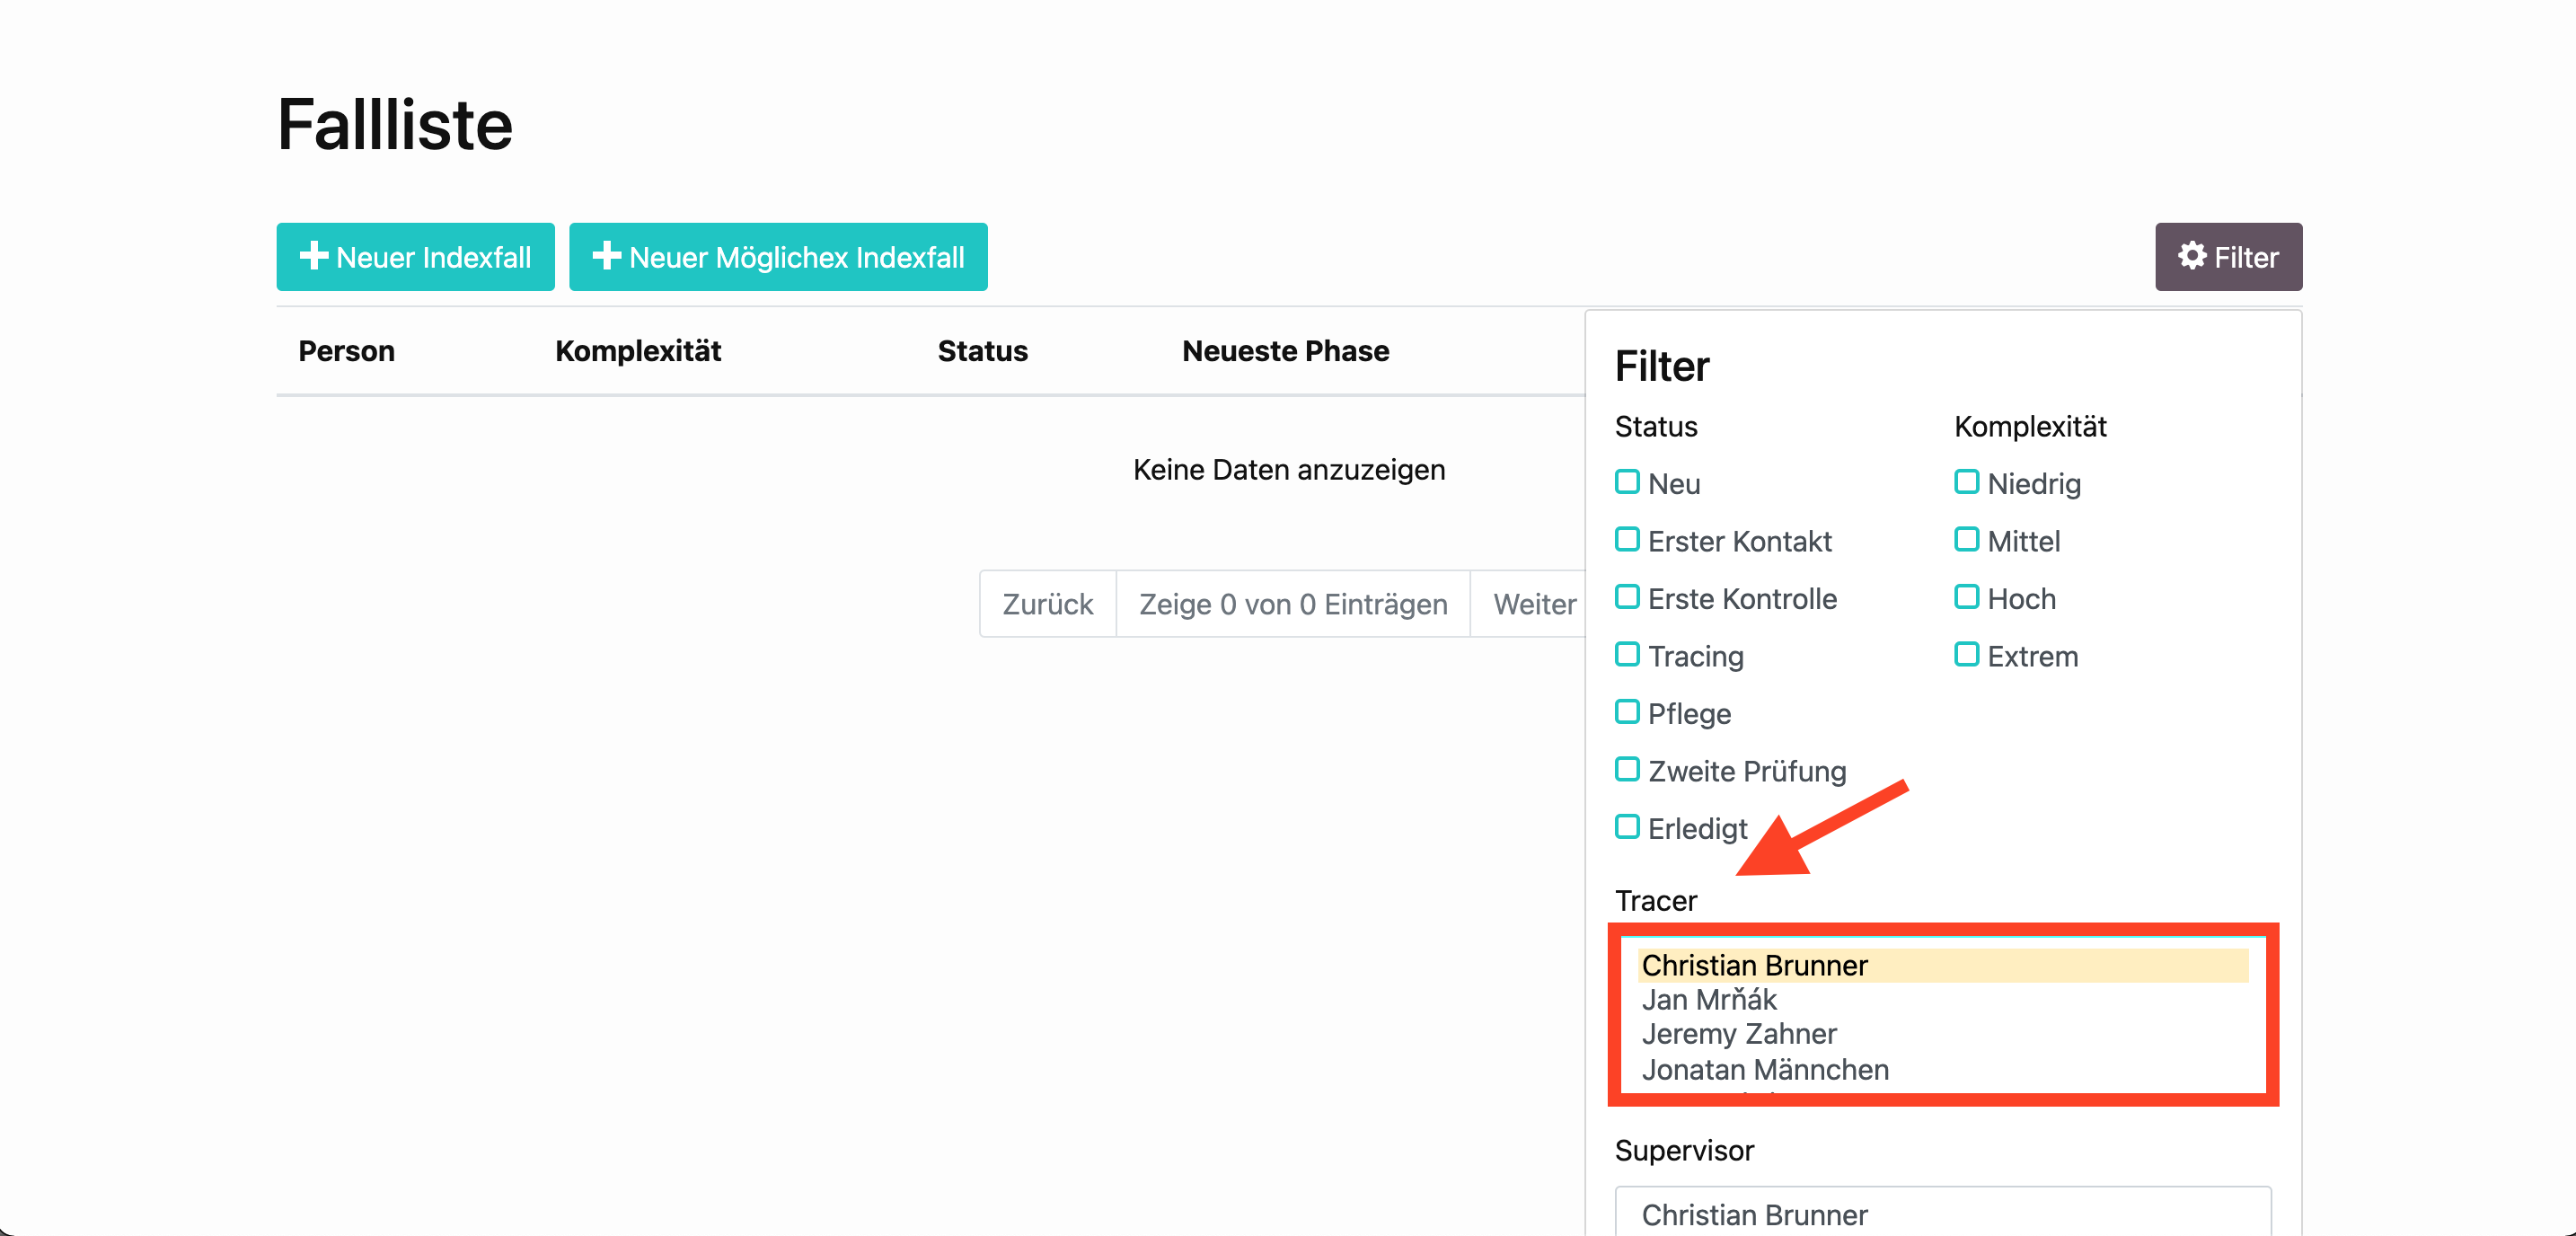 Fallliste
Neuer Indexfall
Neuer Möglichex Indexfall
Filter
Person Komplexität Status Neueste Phase
Keine Daten anzuzeigen
Zurück Zeige 0 von 0 Einträgen Weiter
Filter
Status
Neu
Erster Kontakt
Erste Kontrolle
Tracing
Pflege
Zweite Prüfung
Erledigt
Komplexität
Niedrig
Mittel
Hoch
Extrem
Tracer
Christian Brunner
Jan Mrňák
Jeremy Zahner
Jonatan Männchen
Supervisor
Christian Brunner